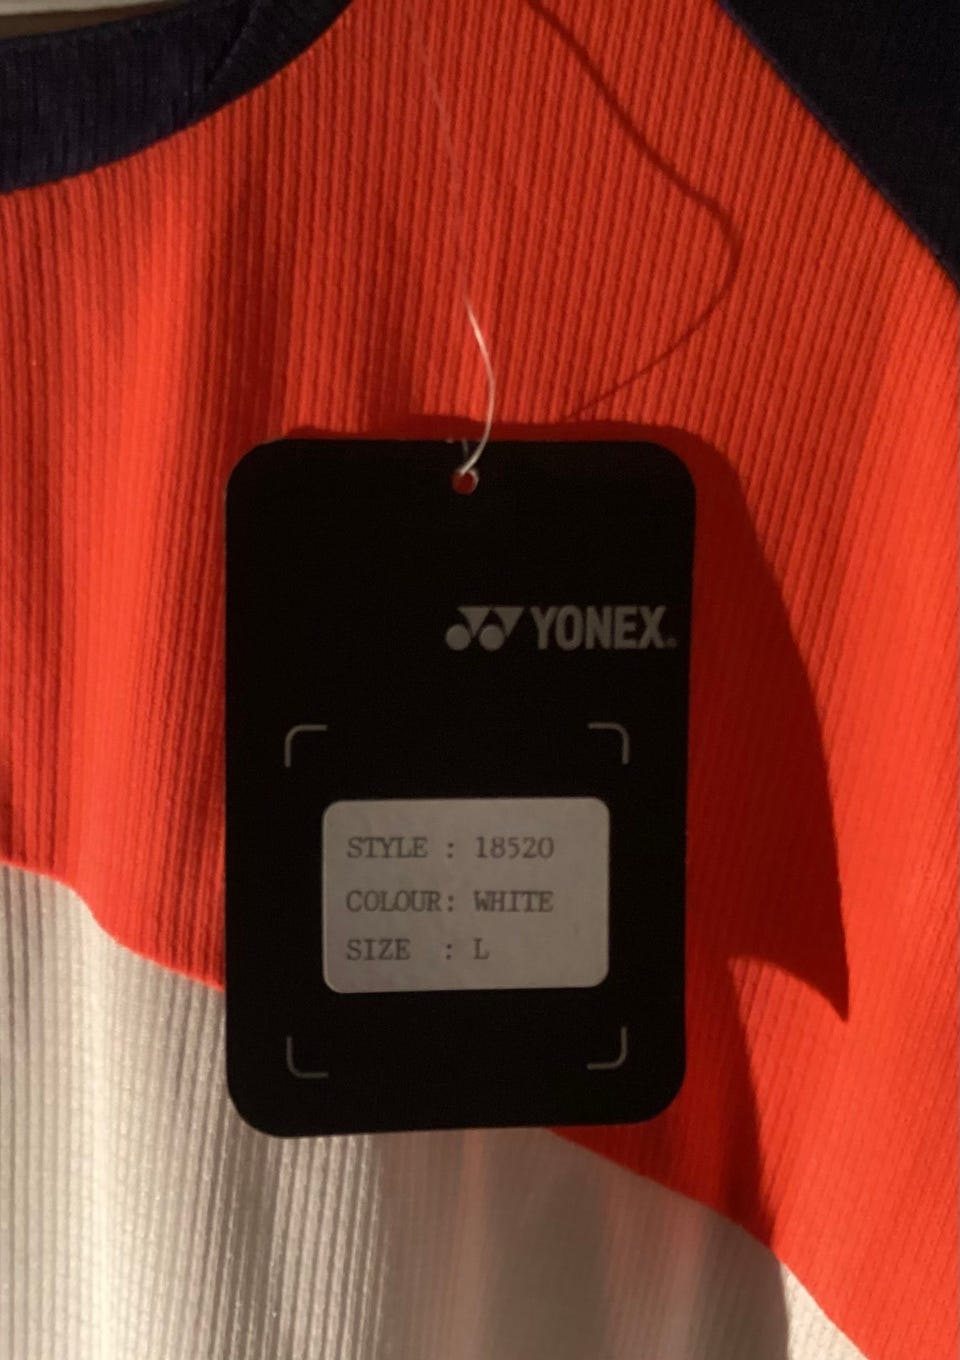 YONEX.
STYLE : 18520
COLOUR: WHITE
SIZE : L